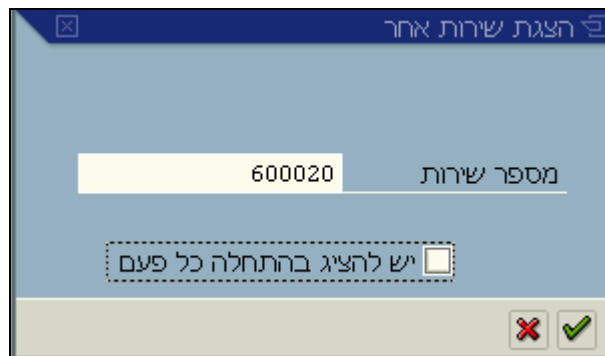 הצגת שירות אחר
מספר שירות 600020
יש להציג בהתחלה כל פעם